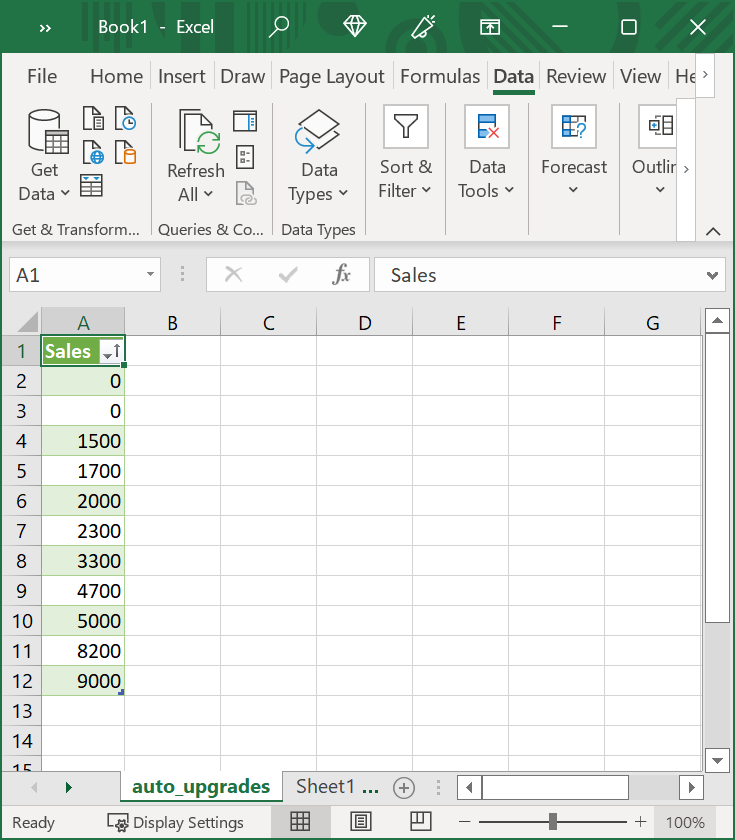 » Book1 - Excel
File Home Insert Draw Page Layout Formulas Data Review View He
Get Data
Refresh All
Data Types
Sort & Filter
Data Tools
Forecast
Outlin
Get & Transform... Queries & Co... Data Types
A1 fx Sales
A B C D E F G
1 Sales
2 0
3 0
4 1500
5 1700
6 2000
7 2300
8 3300
9 4700
10 5000
11 8200
12 9000
13
14
15
auto_upgrades Sheet1 ...
Ready Display Settings 100%